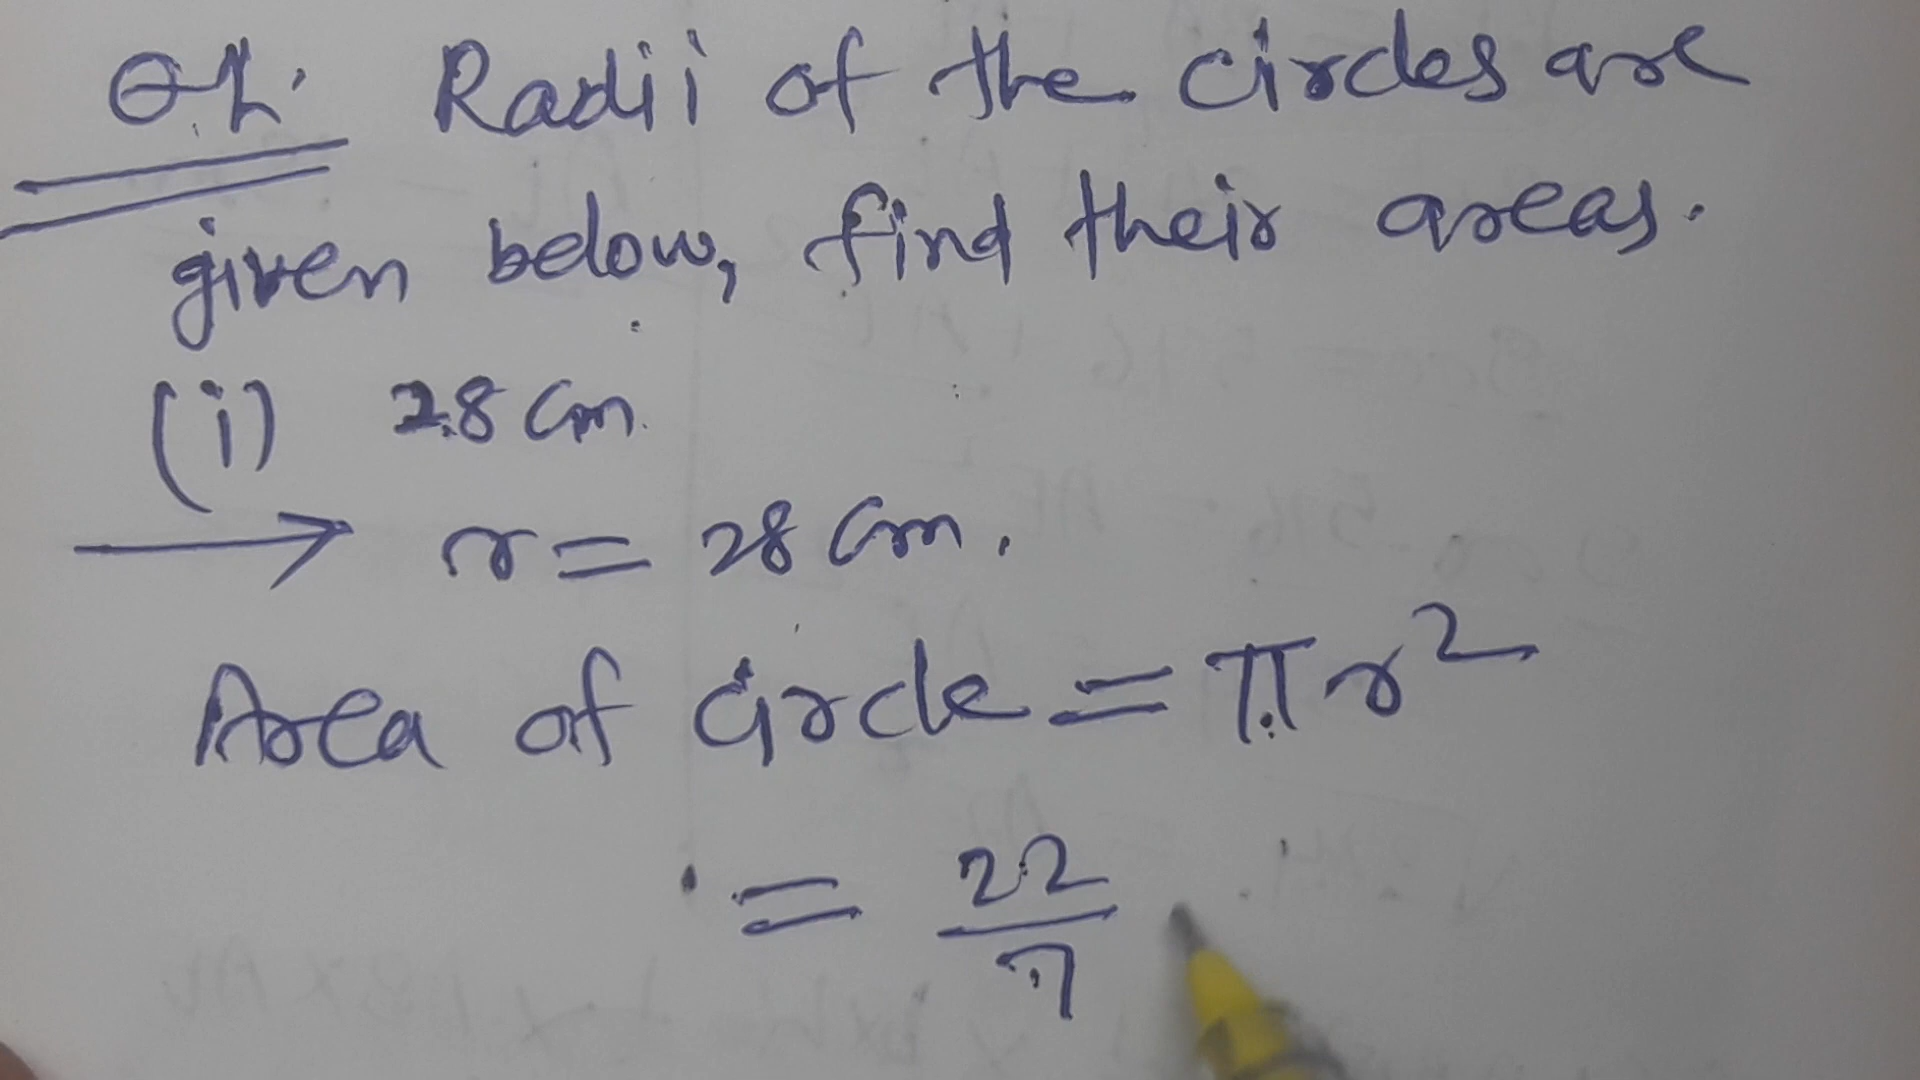 Q1. Radii of the circles are
given below, find their areas.
(i) 28 cm.
→ r = 28 cm.
Area of circle = πr²
= 22/7